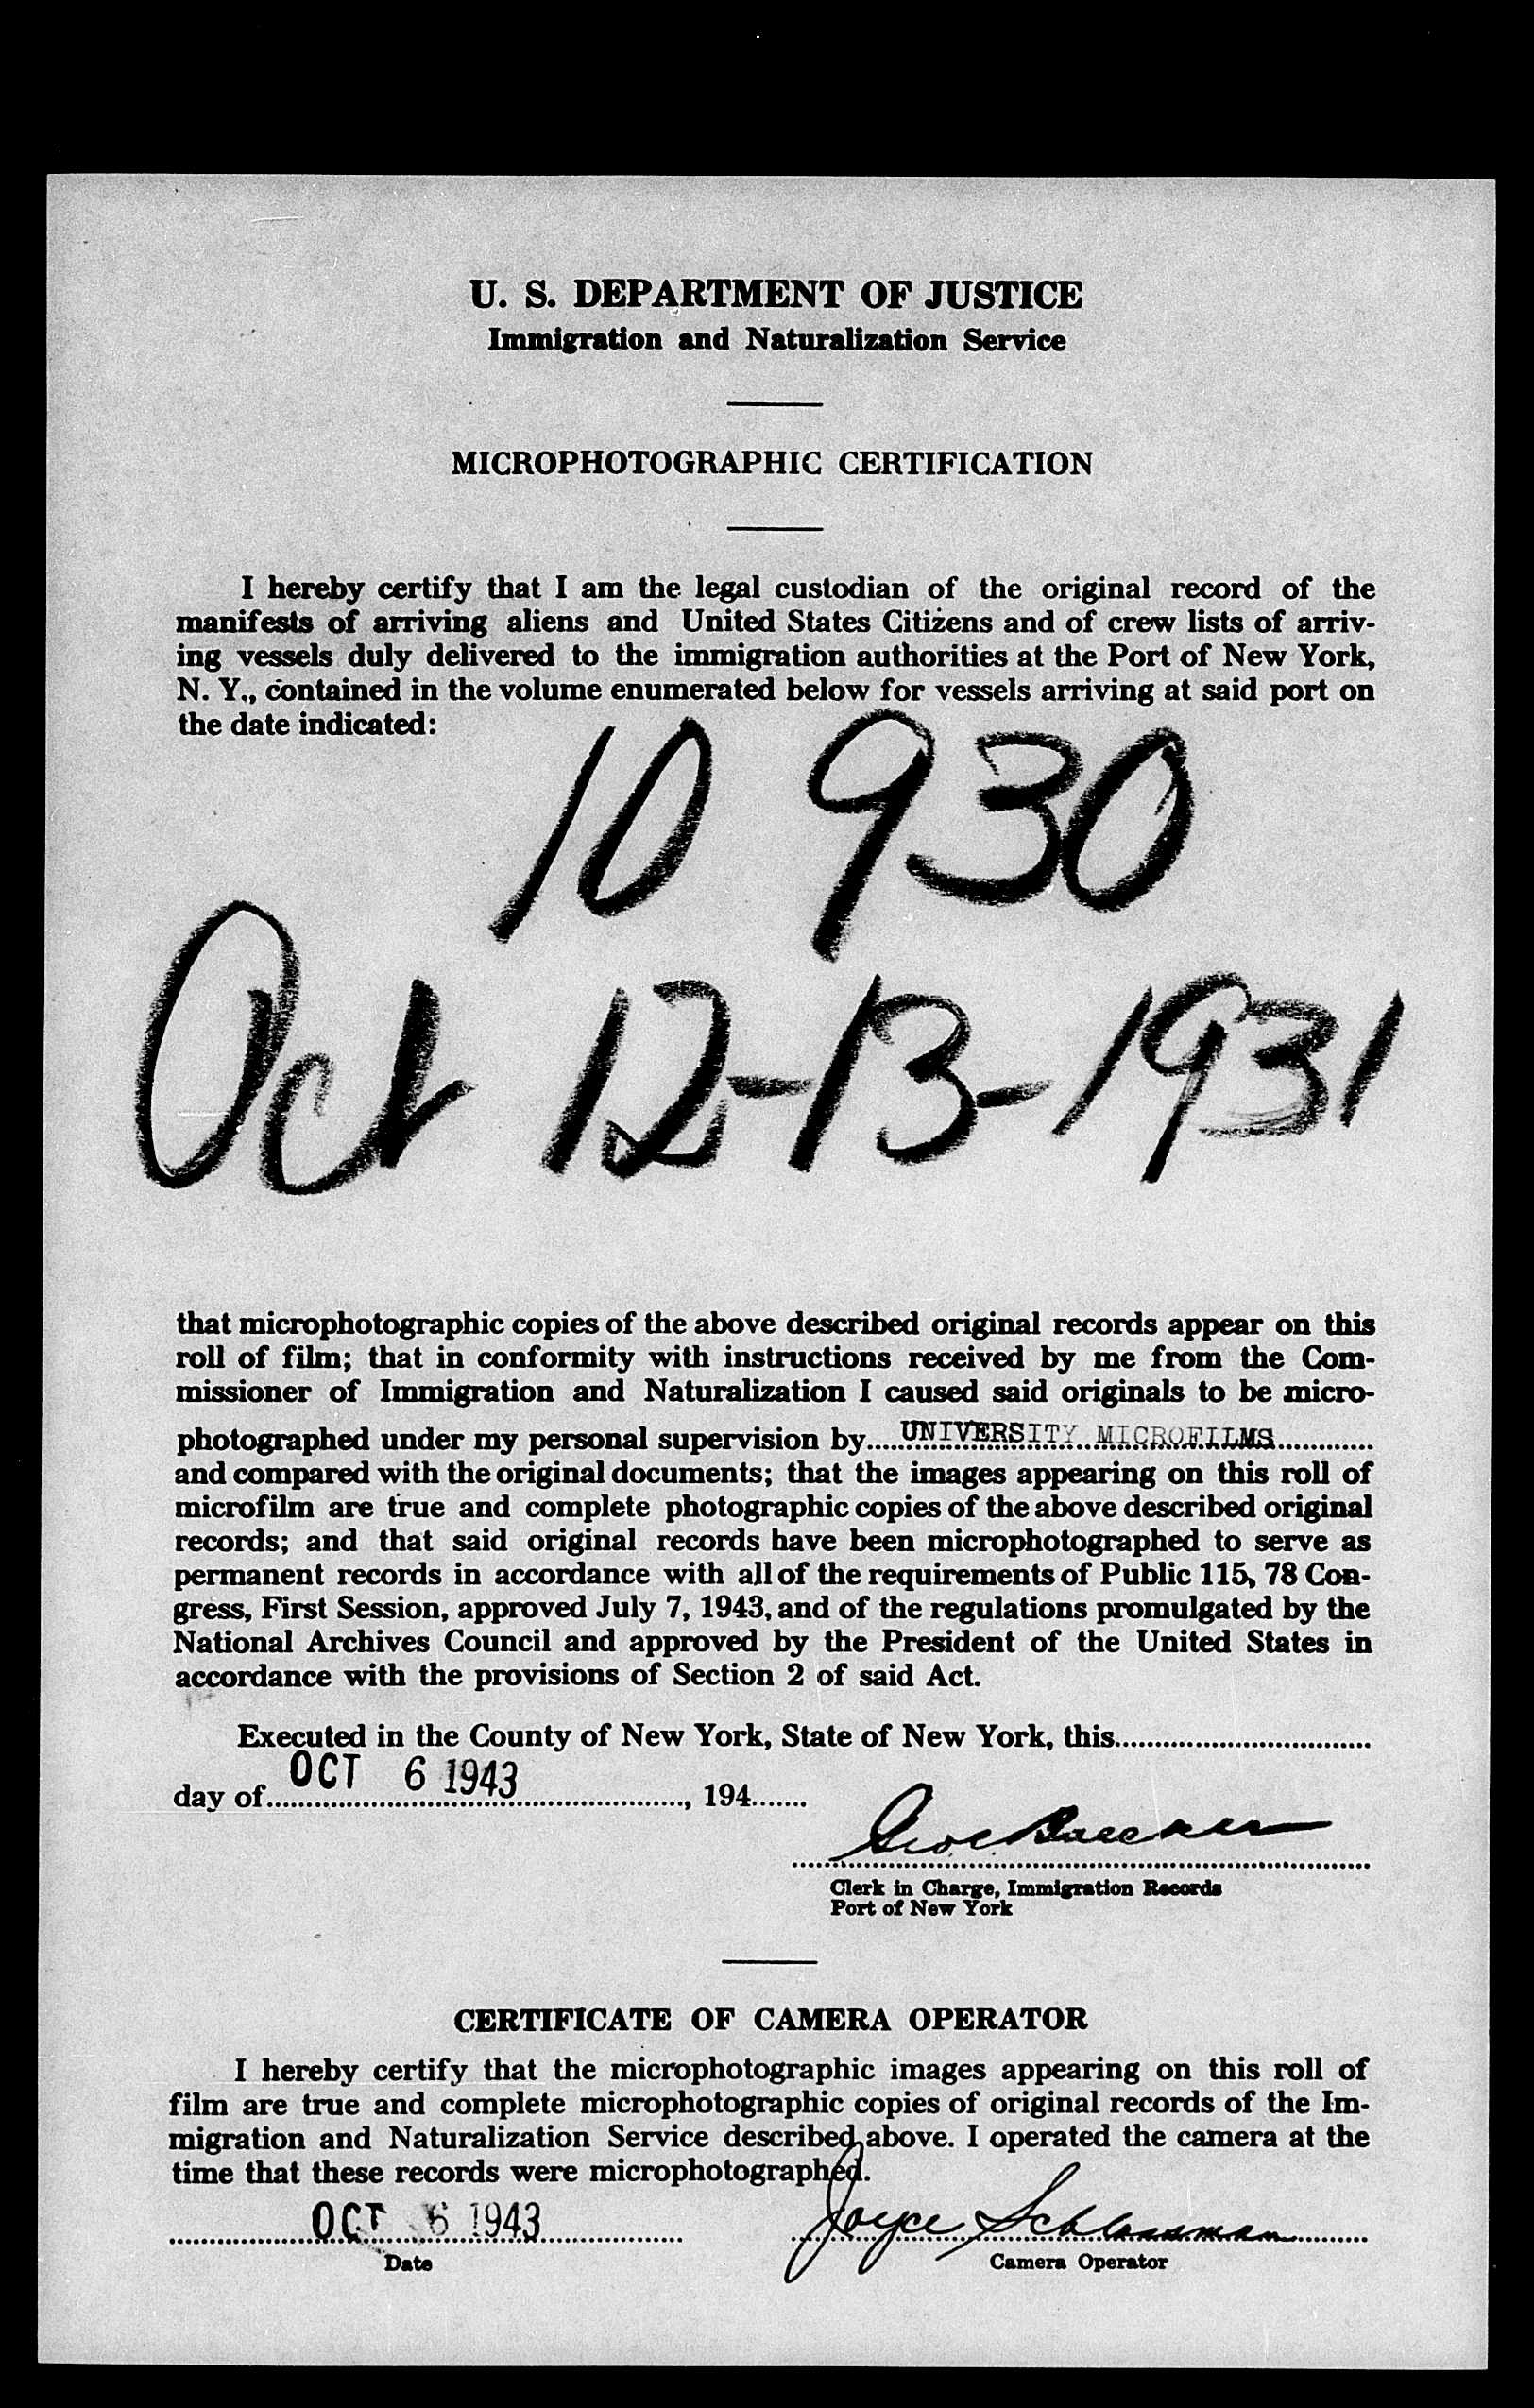 U. S. DEPARTMENT OF JUSTICE
Immigration and Naturalization Service
MICROPHOTOGRAPHIC CERTIFICATION
I hereby certify that I am the legal custodian of the original record of the
manifests of arriving aliens and United States Citizens and of crew lists of arriv-
ing vessels duly delivered to the immigration authorities at the Port of New York,
N. Y., contained in the volume enumerated below for vessels arriving at said port on
the date indicated:
10 930
Oct 12-13-1931
that microphotographic copies of the above described original records appear on this
roll of film; that in conformity with instructions received by me from the Com-
missioner of Immigration and Naturalization I caused said originals to be micro-
photographed under my personal supervision by......UNIVERSITY MICROFILMS.............
and compared with the original documents; that the images appearing on this roll of
microfilm are true and complete photographic copies of the above described original
records; and that said original records have been microphotographed to serve as
permanent records in accordance with all of the requirements of Public 115, 78 Con-
gress, First Session, approved July 7, 1943, and of the regulations promulgated by the
National Archives Council and approved by the President of the United States in
accordance with the provisions of Section 2 of said Act.
Executed in the County of New York, State of New York, this................................
day of OCT 6 1943, 194.......
Clerk in Charge, Immigration Records
Port of New York
CERTIFICATE OF CAMERA OPERATOR
I hereby certify that the microphotographic images appearing on this roll of
film are true and complete microphotographic copies of original records of the Im-
migration and Naturalization Service described above. I operated the camera at the
time that these records were microphotographed.
OCT 6 1943 Joyce Schlossman
Date Camera Operator